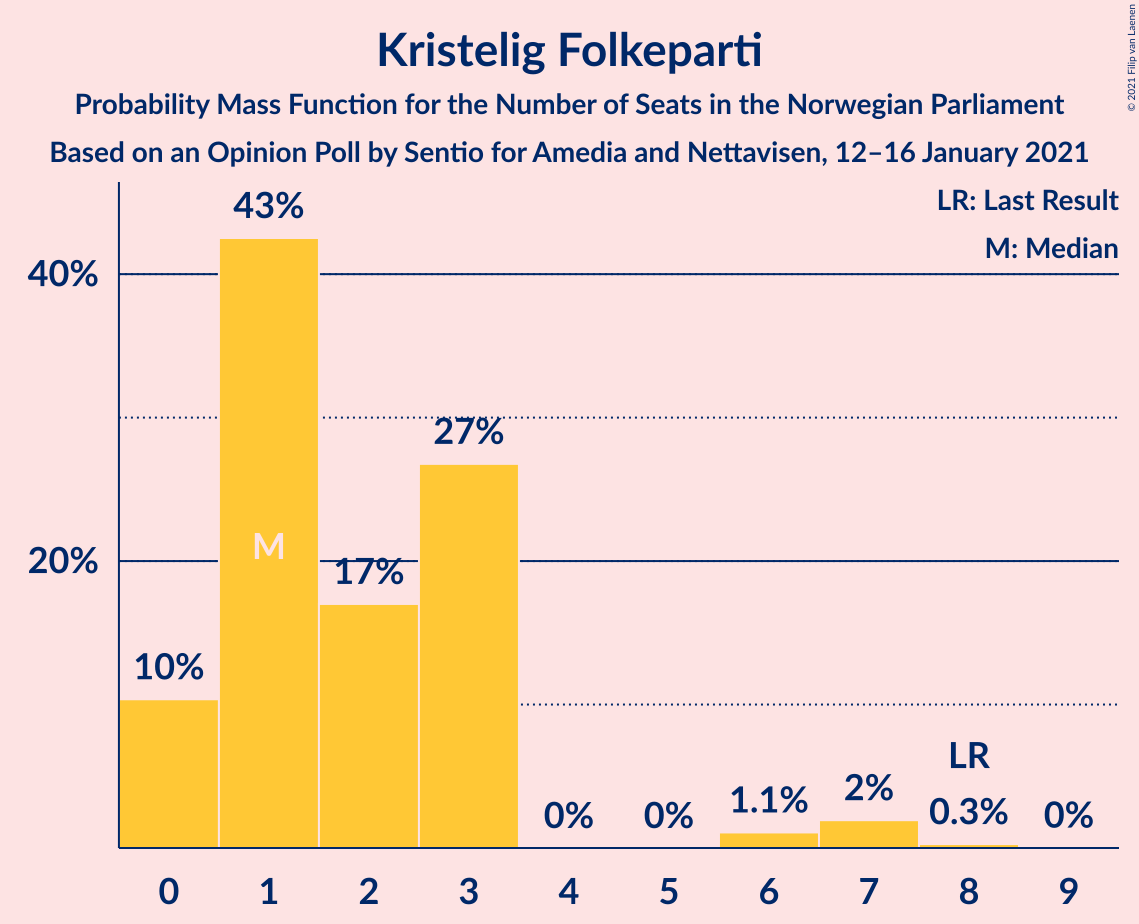 Kristelig Folkeparti
Probability Mass Function for the Number of Seats in the Norwegian Parliament
Based on an Opinion Poll by Sentio for Amedia and Nettavisen, 12–16 January 2021
© 2021 Filip van Laenen
LR: Last Result
M: Median
43%
40%
27%
M
20%
17%
10%
LR
0%
0%
1.1%
2%
0.3%
0%
0 1 2 3 4 5 6 7 8 9